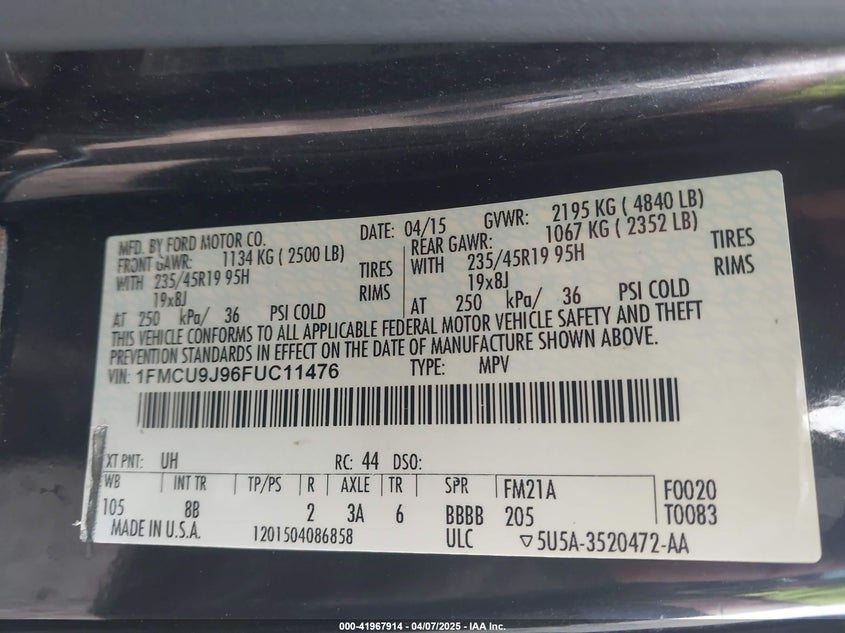 MFD. BY FORD MOTOR CO. DATE: 04/15 GVWR: 2195 KG ( 4840 LB)
FRONT GAWR: 1134 KG ( 2500 LB) REAR GAWR: 1067 KG ( 2352 LB)
WITH 235/45R19 95H TIRES WITH 235/45R19 95H TIRES
19x8J RIMS 19x8J RIMS
AT 250 kPa/ 36 PSI COLD AT 250 kPa/ 36 PSI COLD
THIS VEHICLE CONFORMS TO ALL APPLICABLE FEDERAL MOTOR VEHICLE SAFETY AND THEFT
PREVENTION STANDARDS IN EFFECT ON THE DATE OF MANUFACTURE SHOWN ABOVE.
VIN: 1FMCU9J96FUC11476 TYPE: MPV
XT PNT: UH RC: 44 DSO:
WB INT TR TP/PS R AXLE TR SPR FM21A F0020
105 8B 2 3A 6 BBBB 205 T0083
MADE IN U.S.A. 1201504086858 ULC ▽5U5A-3520472-AA
000-41967914 - 04/07/2025 - IAA Inc.